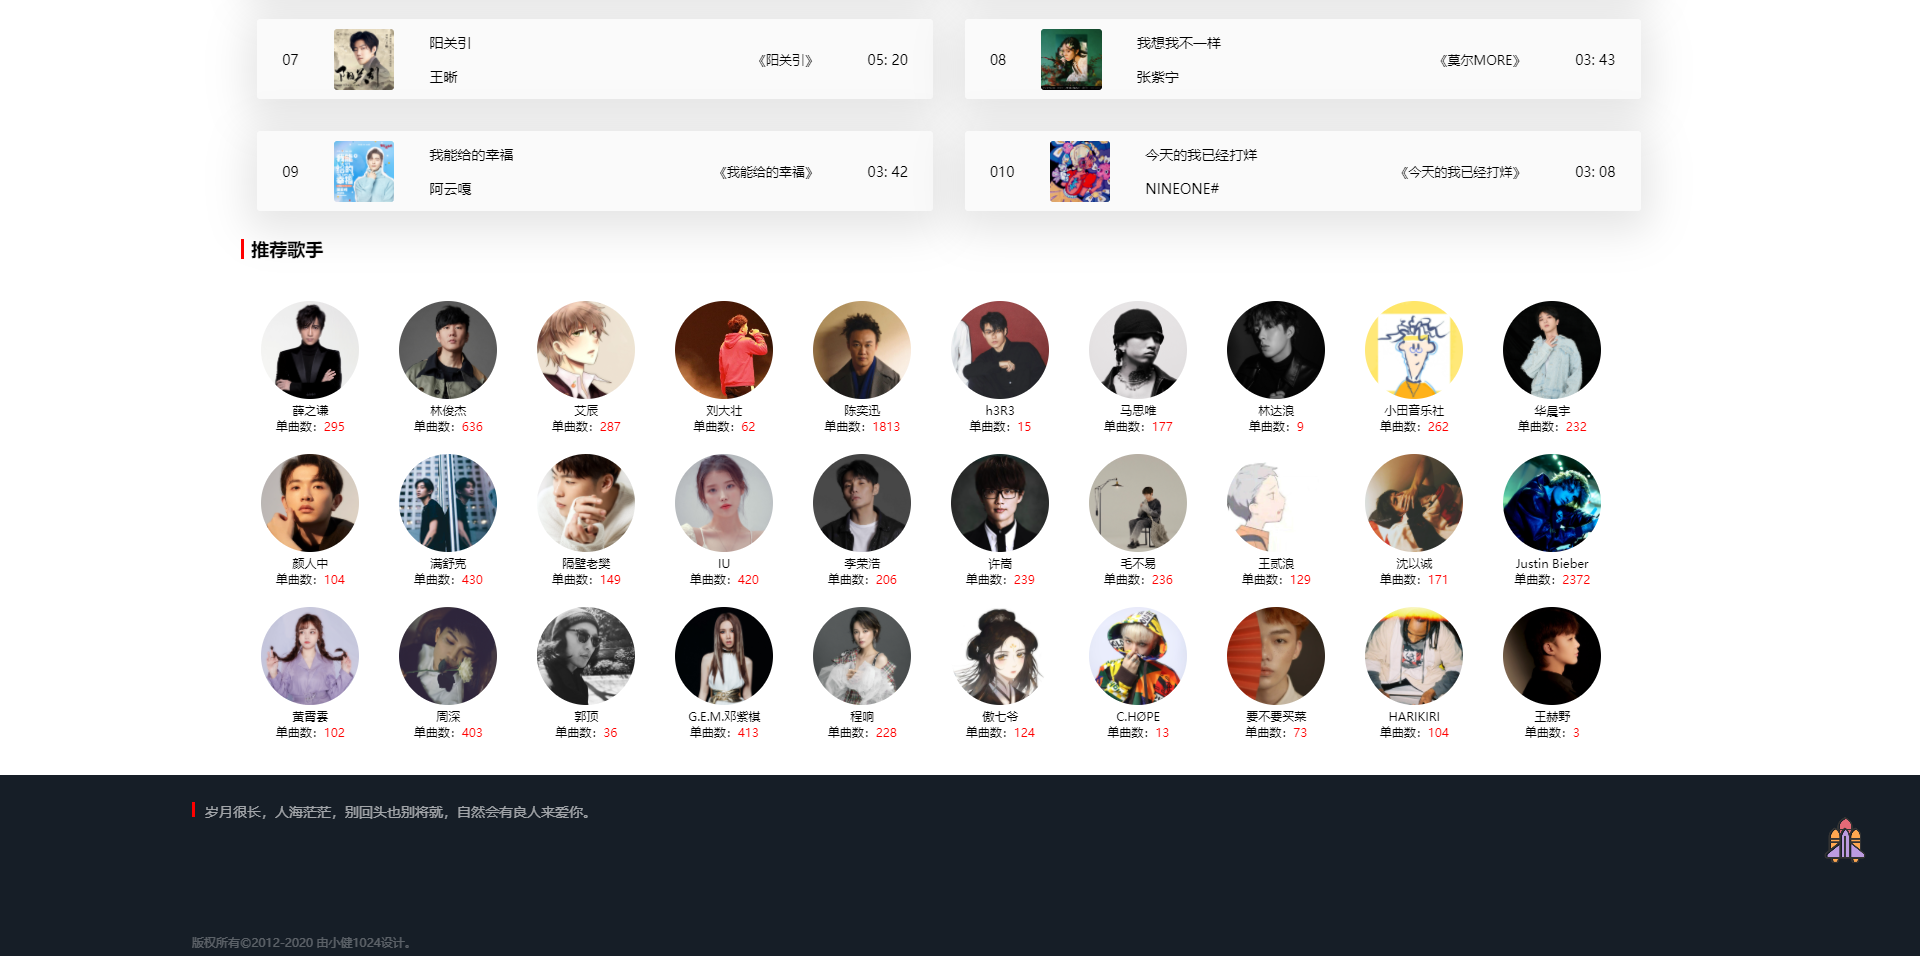 07
阳关引
王晰
《阳关引》
05: 20
08
我想我不一样
张紫宁
《莫尔MORE》
03: 43
09
我能给的幸福
阿云嘎
《我能给的幸福》
03: 42
010
今天的我已经打烊
NINEONE#
《今天的我已经打烊》
03: 08
推荐歌手
薛之谦
单曲数：295
林俊杰
单曲数：636
艾辰
单曲数：287
刘大壮
单曲数：62
陈奕迅
单曲数：1813
h3R3
单曲数：15
马思唯
单曲数：177
林达浪
单曲数：9
小田音乐社
单曲数：262
华晨宇
单曲数：232
颜人中
单曲数：104
满舒克
单曲数：430
隔壁老樊
单曲数：149
IU
单曲数：420
李荣浩
单曲数：206
许嵩
单曲数：239
毛不易
单曲数：236
王贰浪
单曲数：129
沈以诚
单曲数：171
Justin Bieber
单曲数：2372
黄霄雲
单曲数：102
周深
单曲数：403
郭顶
单曲数：36
G.E.M.邓紫棋
单曲数：413
程响
单曲数：228
傲七爷
单曲数：124
C.HØPE
单曲数：13
要不要买菜
单曲数：73
HARIKIRI
单曲数：104
王赫野
单曲数：3
岁月很长，人海茫茫，别回头也别将就，自然会有良人来爱你。
版权所有©2012-2020 由小健1024设计。